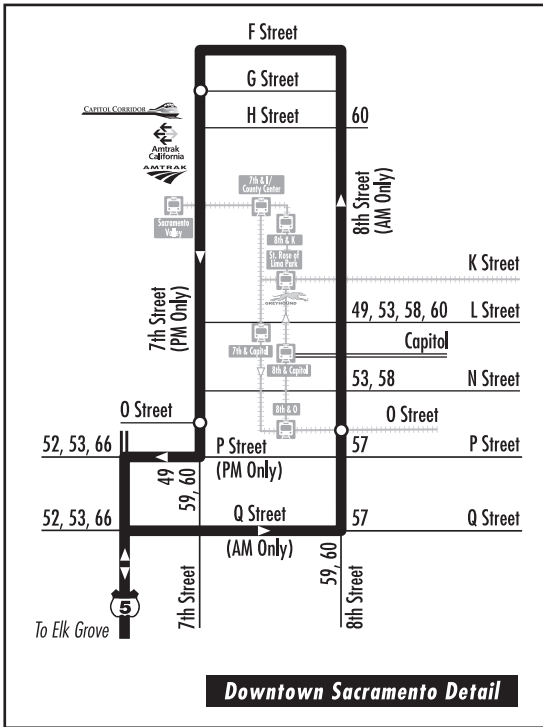 F Street
G Street
CAPITOL CORRIDOR
H Street
60
Amtrak
California
AMTRAK
7th & I/
County Center
8th Street
(AM Only)
Sacramento
Valley
8th & K
St. Rose of
Lima Park
K Street
GREYHOUND
7th Street
(PM Only)
49, 53, 58, 60
L Street
7th & Capitol
Capitol
8th & Capitol
53, 58
N Street
O Street
8th & O
O Street
52, 53, 66
P Street
(PM Only)
57
P Street
49
59, 60
52, 53, 66
Q Street
(AM Only)
57
Q Street
59, 60
7th Street
8th Street
5
To Elk Grove
Downtown Sacramento Detail